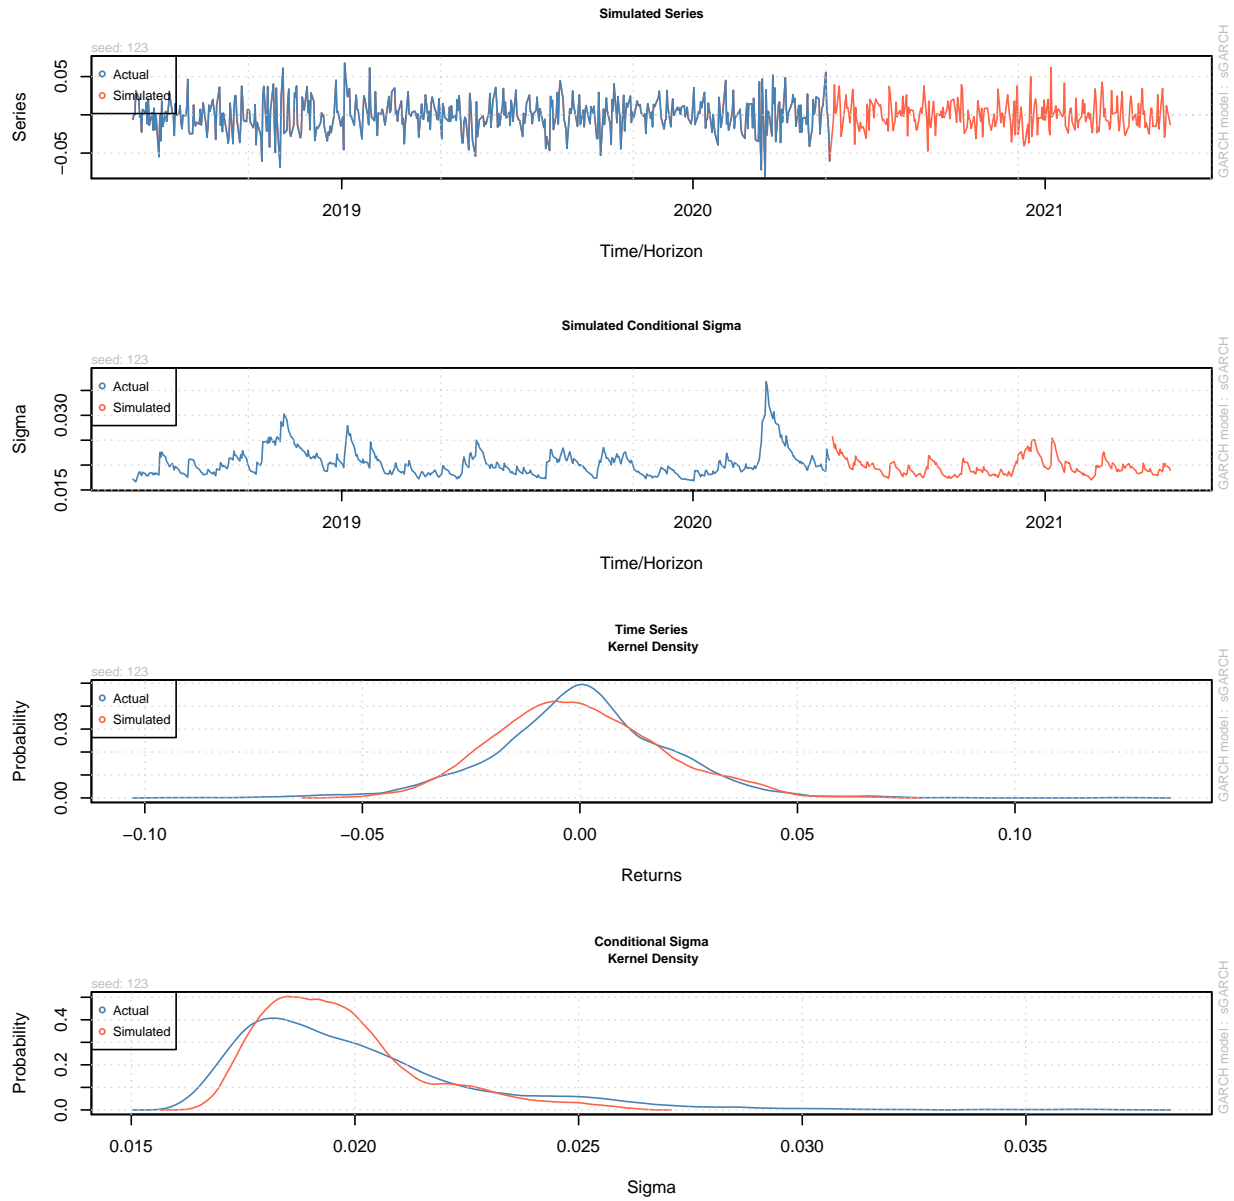 Simulated Series
seed: 123
Actual
Simulated
Series
0.05
−0.05
2019
2020
2021
Time/Horizon
GARCH model : sGARCH
Simulated Conditional Sigma
seed: 123
Actual
Simulated
Sigma
0.030
0.015
2019
2020
2021
Time/Horizon
GARCH model : sGARCH
Time Series
Kernel Density
seed: 123
Actual
Simulated
Probability
0.03
0.00
−0.10
−0.05
0.00
0.05
0.10
Returns
GARCH model : sGARCH
Conditional Sigma
Kernel Density
seed: 123
Actual
Simulated
Probability
0.4
0.2
0.0
0.015
0.020
0.025
0.030
0.035
Sigma
GARCH model : sGARCH